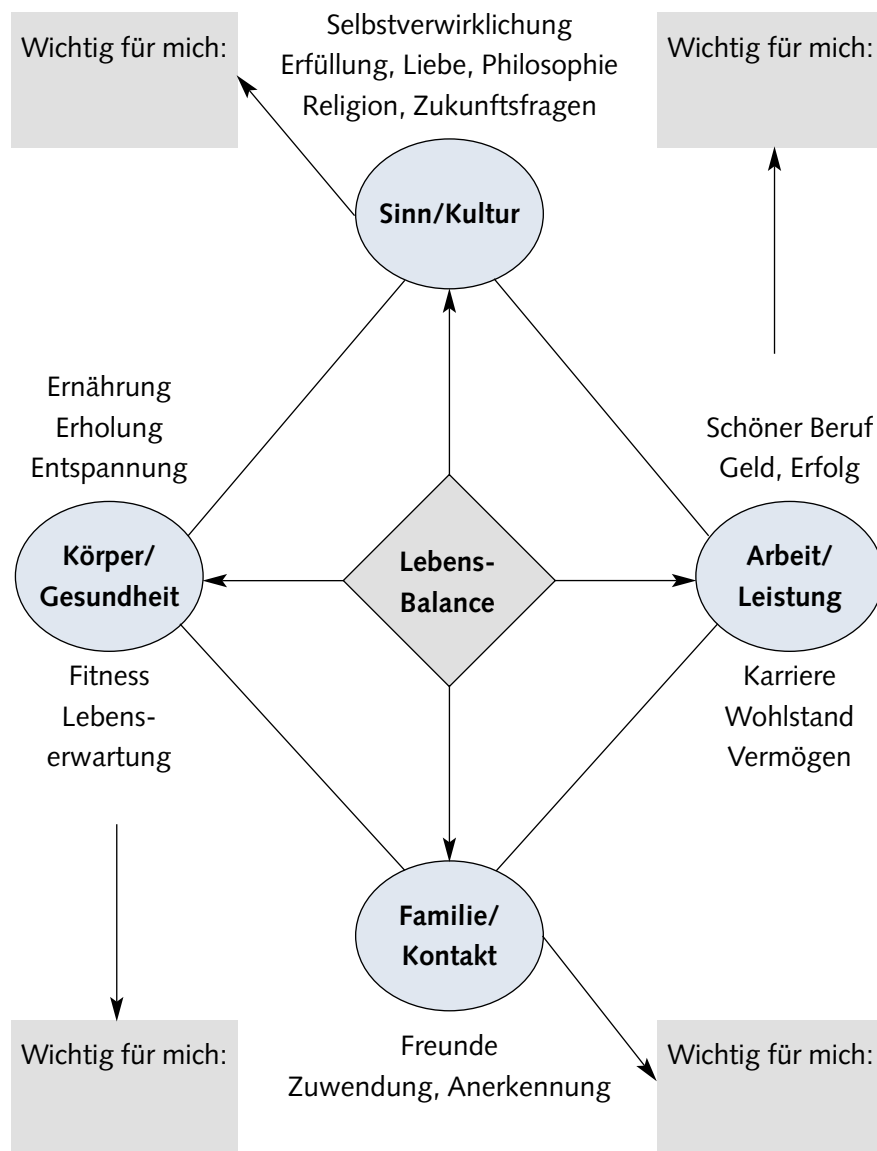 Wichtig für mich:
Selbstverwirklichung
Erfüllung, Liebe, Philosophie
Religion, Zukunftsfragen
Wichtig für mich:
Sinn/Kultur
Ernährung
Erholung
Entspannung
Schöner Beruf
Geld, Erfolg
Körper/
Gesundheit
Lebens-
Balance
Arbeit/
Leistung
Fitness
Lebens-
erwartung
Karriere
Wohlstand
Vermögen
Familie/
Kontakt
Wichtig für mich:
Freunde
Zuwendung, Anerkennung
Wichtig für mich: